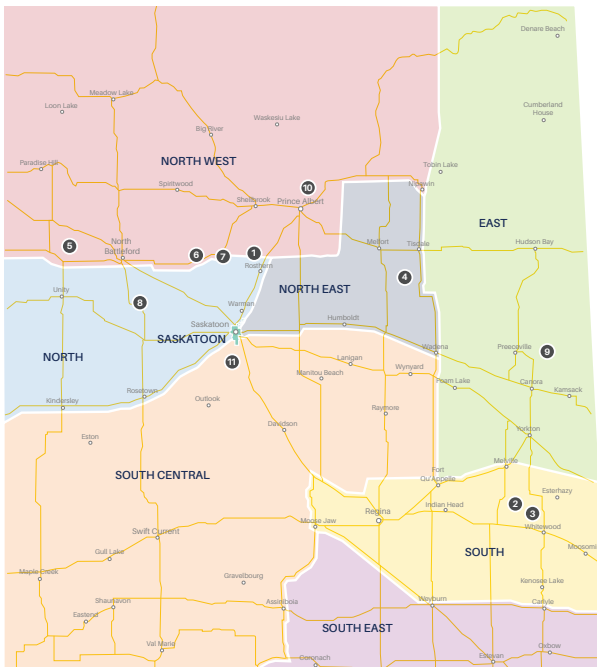 Denare Beach
Meadow Lake
Loon Lake
Cumberland
House
Waskesiu Lake
Big River
NORTH WEST
Paradise Hill
Tobin Lake
Spiritwood
Nipawin
10
Shellbrook
Prince Albert
EAST
5
North
Battleford
6
7
1
Melfort
Tisdale
Hudson Bay
Rosthern
4
Unity
NORTH EAST
8
Warman
Saskatoon
Humboldt
SASKATOON
NORTH
11
Wadena
Preeceville
9
Lanigan
Manitou Beach
Wynyard
Foam Lake
Canora
Kamsack
Rosetown
Kindersley
Outlook
Raymore
Davidson
Yorkton
Eston
Melville
SOUTH CENTRAL
Fort
Qu'Appelle
Esterhazy
Indian Head
2
3
Regina
Moose Jaw
Whitewood
Swift Current
Gull Lake
SOUTH
Moosomin
Maple Creek
Gravelbourg
Kenosee Lake
Shaunavon
Assiniboia
Weyburn
Carlyle
Eastend
SOUTH EAST
Val Marie
Coronach
Estevan
Oxbow